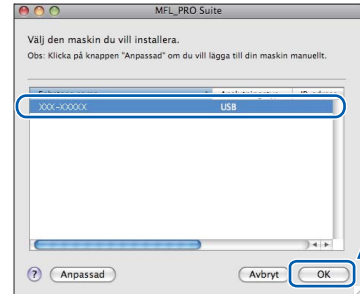 MFL_PRO Suite
Välj den maskin du vill installera.
Obs: Klicka på knappen "Anpassad" om du vill lägga till din maskin manuellt.
XXX-XXXXX USB
? Anpassad Avbryt OK